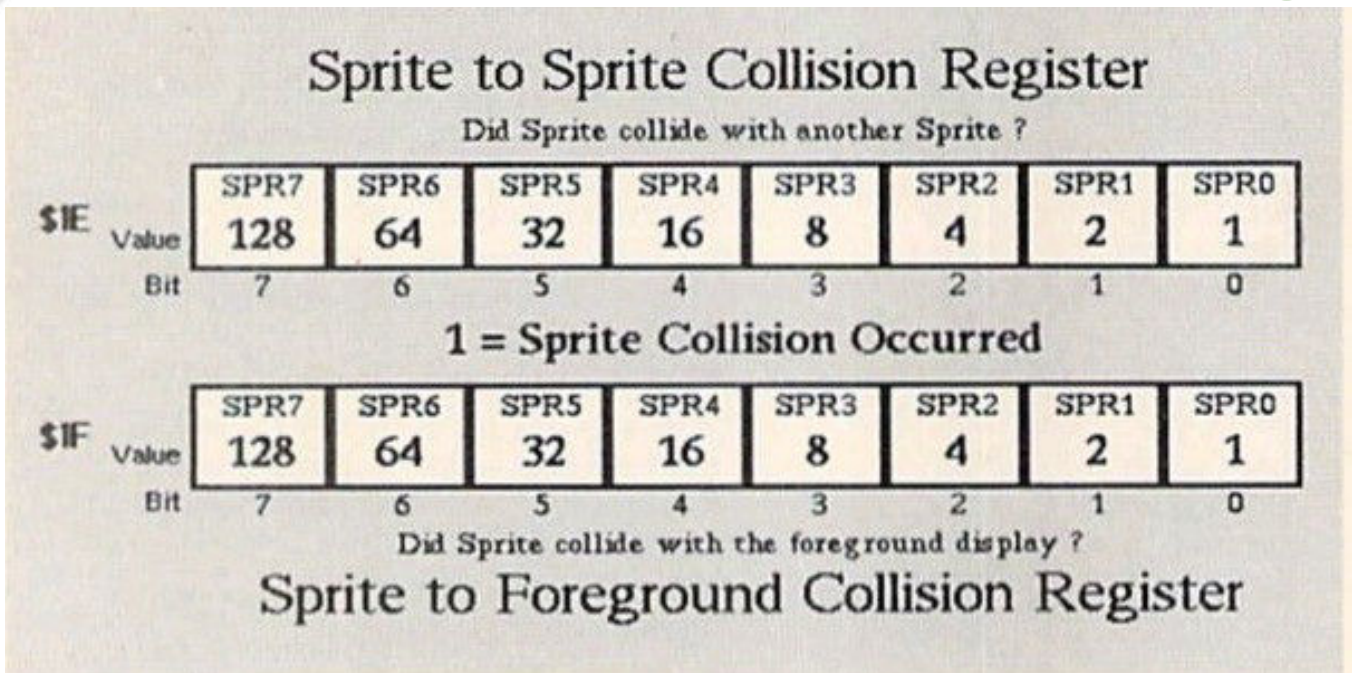 Sprite to Sprite Collision Register
Did Sprite collide with another Sprite ?
SPR7 SPR6 SPR5 SPR4 SPR3 SPR2 SPR1 SPR0
$1E Value 128 64 32 16 8 4 2 1
Bit 7 6 5 4 3 2 1 0
1 = Sprite Collision Occurred
SPR7 SPR6 SPR5 SPR4 SPR3 SPR2 SPR1 SPR0
$1F Value 128 64 32 16 8 4 2 1
Bit 7 6 5 4 3 2 1 0
Did Sprite collide with the foreground display ?
Sprite to Foreground Collision Register